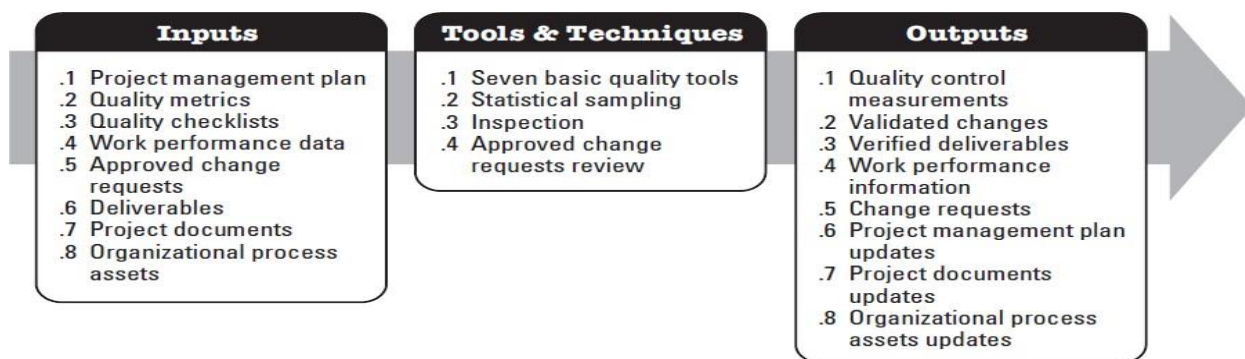 Inputs
.1 Project management plan
.2 Quality metrics
.3 Quality checklists
.4 Work performance data
.5 Approved change
requests
.6 Deliverables
.7 Project documents
.8 Organizational process
assets
Tools & Techniques
.1 Seven basic quality tools
.2 Statistical sampling
.3 Inspection
.4 Approved change
requests review
Outputs
.1 Quality control
measurements
.2 Validated changes
.3 Verified deliverables
.4 Work performance
information
.5 Change requests
.6 Project management plan
updates
.7 Project documents
updates
.8 Organizational process
assets updates